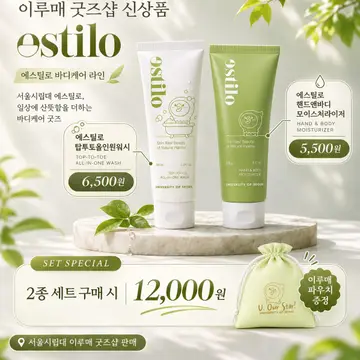 이루매 굿즈샵 신상품
estilo
에스틸로 바디케어 라인
서울시립대 에스틸로,
일상에 산뜻함을 더하는
바디케어 굿즈
에스틸로
탑투토올인원워시
TOP-TO-TOE
ALL-IN-ONE WASH
6,500원
estilo
estilo
UNIVERSITY OF SEOUL
에스틸로
핸드앤바디
모이스처라이저
HAND & BODY
MOISTURIZER
5,500원
SET SPECIAL
2종 세트 구매 시
12,000원
이루매
파우치
증정
서울시립대 이루매 굿즈샵 판매